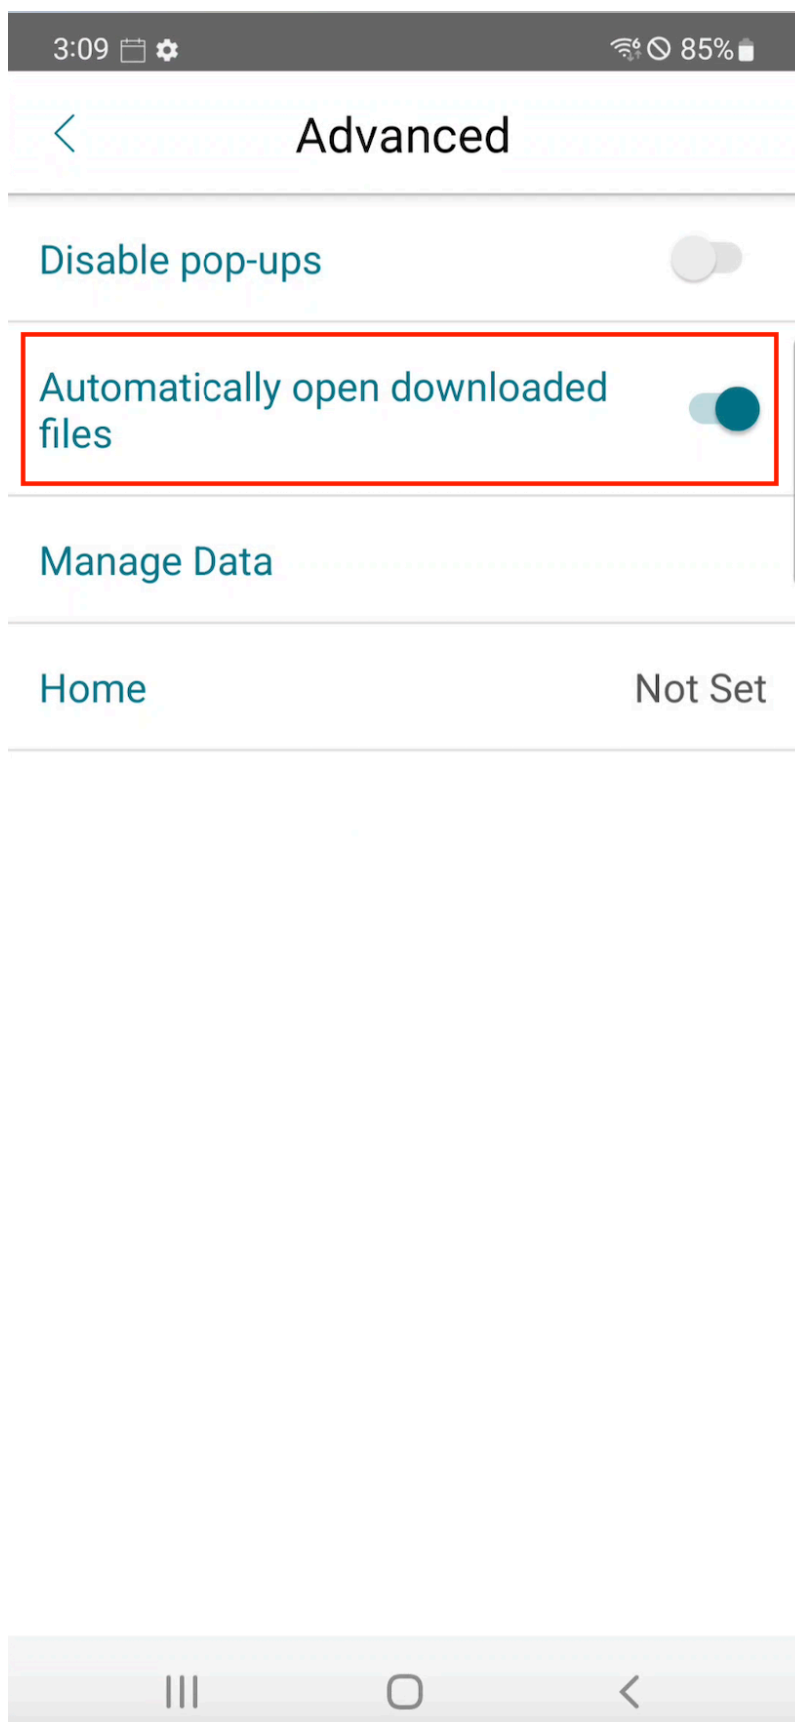 3:09 85%
Advanced
Disable pop-ups
Automatically open downloaded
files
Manage Data
Home Not Set